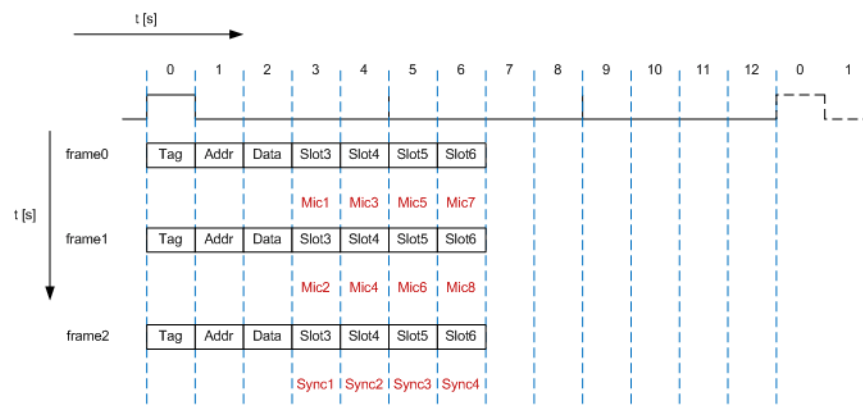 t [s]
0 1 2 3 4 5 6 7 8 9 10 11 12 0 1
frame0 Tag Addr Data Slot3 Slot4 Slot5 Slot6
Mic1 Mic3 Mic5 Mic7
t [s]
frame1 Tag Addr Data Slot3 Slot4 Slot5 Slot6
Mic2 Mic4 Mic6 Mic8
frame2 Tag Addr Data Slot3 Slot4 Slot5 Slot6
Sync1 Sync2 Sync3 Sync4